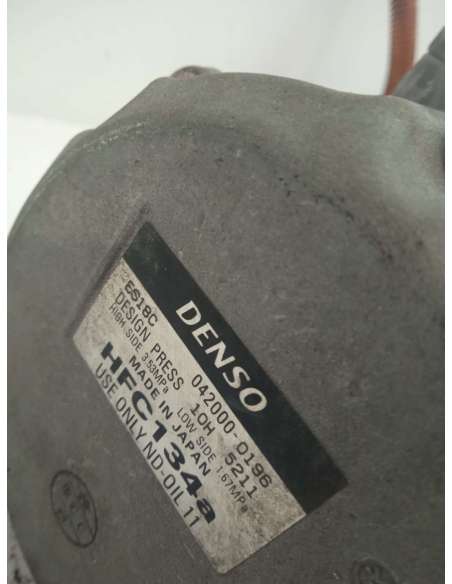 DENSO
ES18C 042000-0196
DESIGN PRESS 10H 5211
HIGH SIDE 3.53MPa LOW SIDE 1.67MPa
MADE IN JAPAN
HFC134a
USE ONLY ND-OIL 11